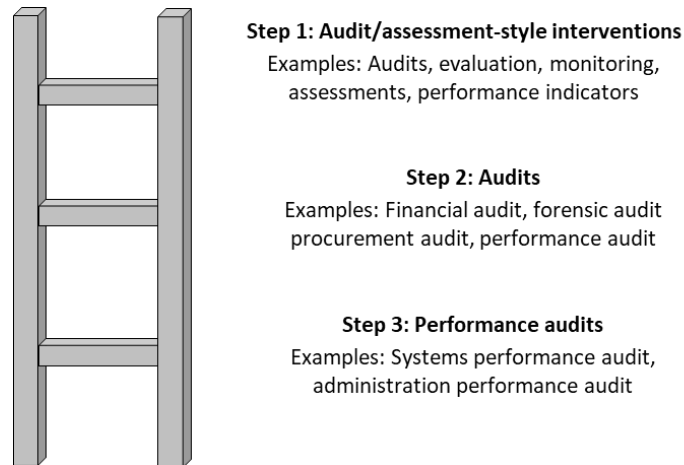 Step 1: Audit/assessment-style interventions
Examples: Audits, evaluation, monitoring,
assessments, performance indicators
Step 2: Audits
Examples: Financial audit, forensic audit
procurement audit, performance audit
Step 3: Performance audits
Examples: Systems performance audit,
administration performance audit